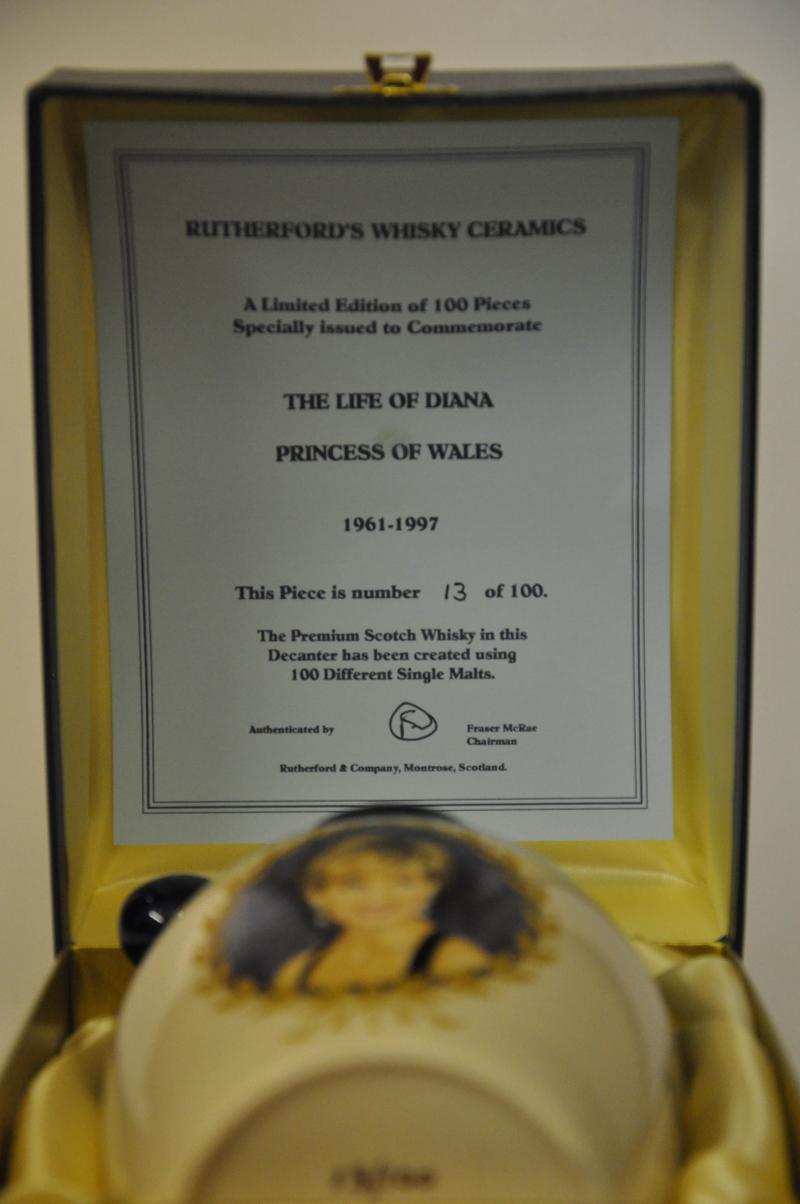 RUTHERFORD'S WHISKY CERAMICS
A Limited Edition of 100 Pieces
Specially issued to Commemorate
THE LIFE OF DIANA
PRINCESS OF WALES
1961-1997
This Piece is number 13 of 100.
The Premium Scotch Whisky in this
Decanter has been created using
100 Different Single Malts.
Authenticated by
Fraser McRae
Chairman
Rutherford & Company, Montrose, Scotland.
13/100